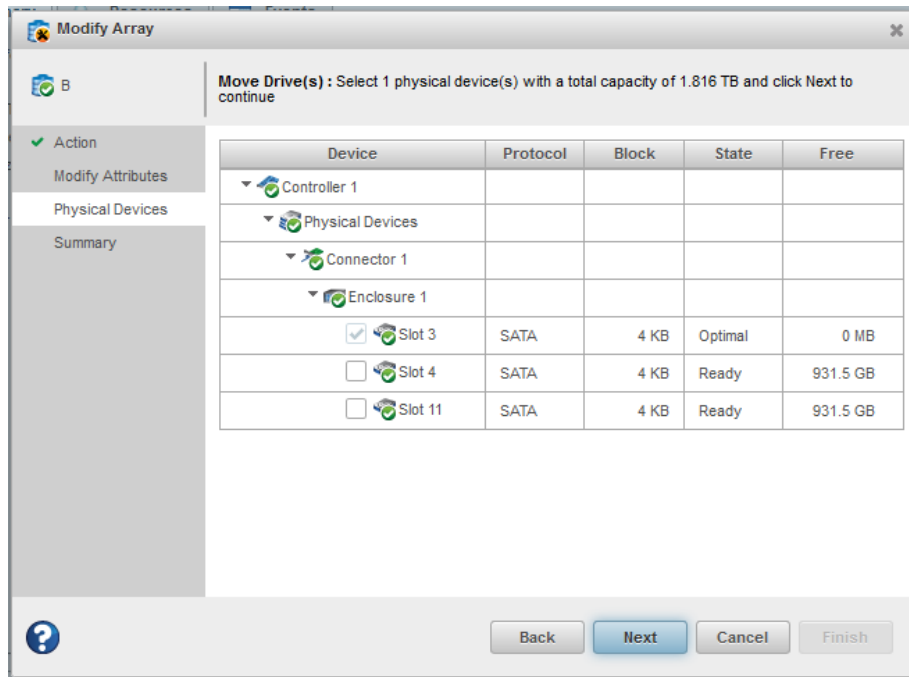 Modify Array
B
Move Drive(s) : Select 1 physical device(s) with a total capacity of 1.816 TB and click Next to
continue
Action
Modify Attributes
Physical Devices
Summary
Device Protocol Block State Free
Controller 1
Physical Devices
Connector 1
Enclosure 1
Slot 3 SATA 4 KB Optimal 0 MB
Slot 4 SATA 4 KB Ready 931.5 GB
Slot 11 SATA 4 KB Ready 931.5 GB
? Back Next Cancel Finish